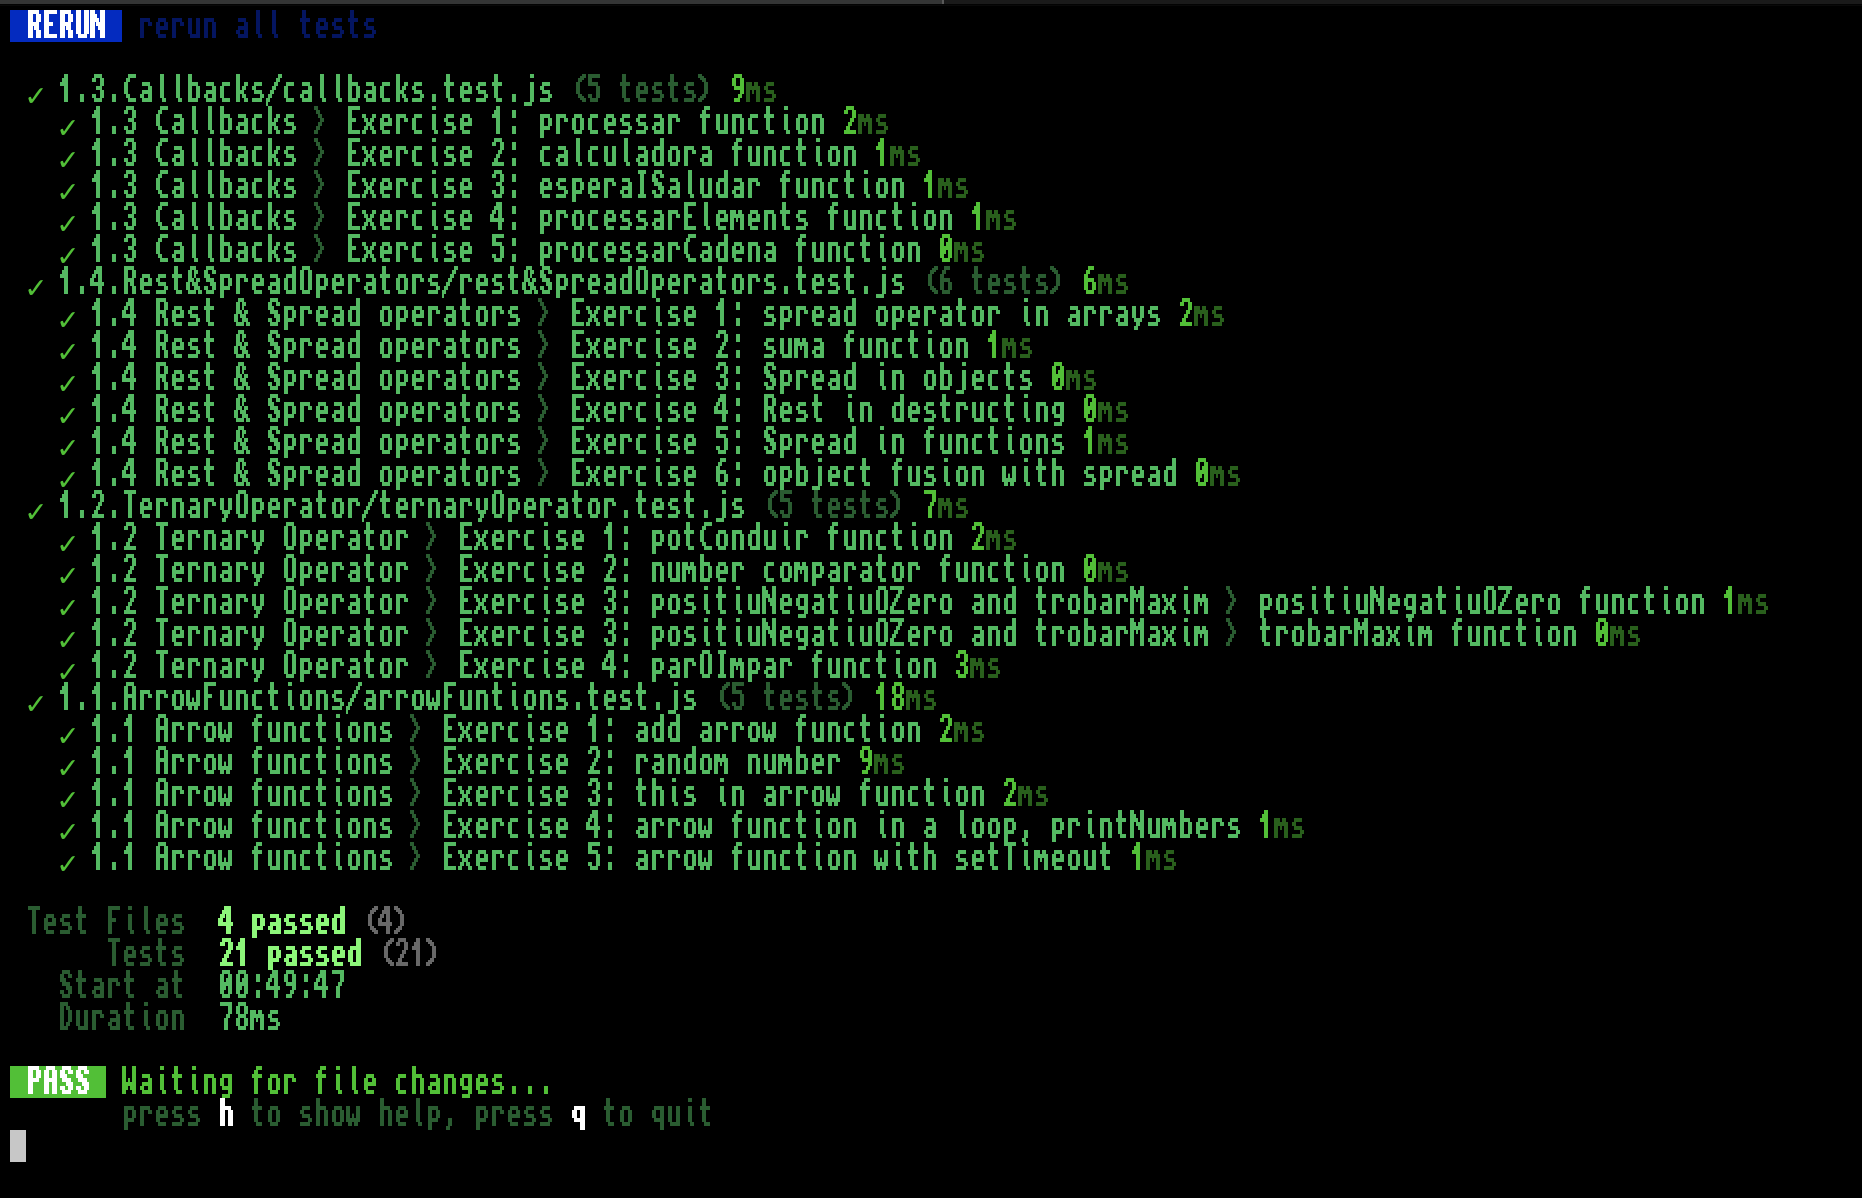 RERUN rerun all tests
✓ 1.3.Callbacks/callbacks.test.js (5 tests) 9ms
✓ 1.3 Callbacks > Exercise 1: processar function 2ms
✓ 1.3 Callbacks > Exercise 2: calculadora function 1ms
✓ 1.3 Callbacks > Exercise 3: esperaISaludar function 1ms
✓ 1.3 Callbacks > Exercise 4: processarElements function 1ms
✓ 1.3 Callbacks > Exercise 5: processarCadena function 0ms
✓ 1.4.Rest&SpreadOperators/rest&SpreadOperators.test.js (6 tests) 6ms
✓ 1.4 Rest & Spread operators > Exercise 1: spread operator in arrays 2ms
✓ 1.4 Rest & Spread operators > Exercise 2: suma function 1ms
✓ 1.4 Rest & Spread operators > Exercise 3: Spread in objects 0ms
✓ 1.4 Rest & Spread operators > Exercise 4: Rest in destructing 0ms
✓ 1.4 Rest & Spread operators > Exercise 5: Spread in functions 1ms
✓ 1.4 Rest & Spread operators > Exercise 6: opbject fusion with spread 0ms
✓ 1.2.TernaryOperator/ternaryOperator.test.js (5 tests) 7ms
✓ 1.2 Ternary Operator > Exercise 1: potConduir function 2ms
✓ 1.2 Ternary Operator > Exercise 2: number comparator function 0ms
✓ 1.2 Ternary Operator > Exercise 3: positiuNegatiuOZero and trobarMaxim > positiuNegatiuOZero function 1ms
✓ 1.2 Ternary Operator > Exercise 3: positiuNegatiuOZero and trobarMaxim > trobarMaxim function 0ms
✓ 1.2 Ternary Operator > Exercise 4: parOImpar function 3ms
✓ 1.1.ArrowFunctions/arrowFuntions.test.js (5 tests) 18ms
✓ 1.1 Arrow functions > Exercise 1: add arrow function 2ms
✓ 1.1 Arrow functions > Exercise 2: random number 9ms
✓ 1.1 Arrow functions > Exercise 3: this in arrow function 2ms
✓ 1.1 Arrow functions > Exercise 4: arrow function in a loop, printNumbers 1ms
✓ 1.1 Arrow functions > Exercise 5: arrow function with setTimeout 1ms
Test Files 4 passed (4)
Tests 21 passed (21)
Start at 00:49:47
Duration 78ms
PASS Waiting for file changes...
press h to show help, press q to quit